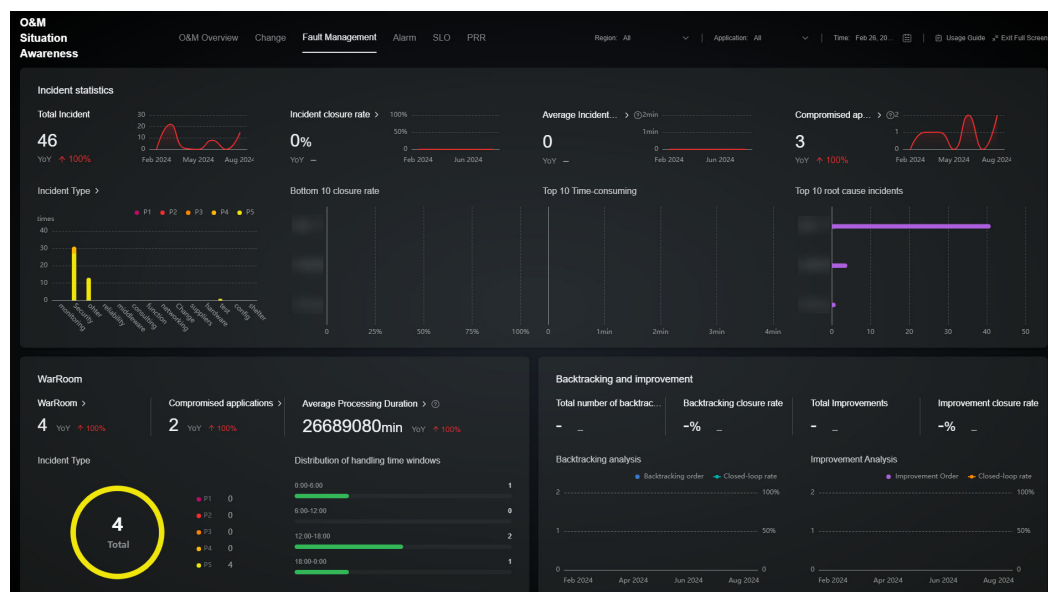 O&M
Situation
Awareness
O&M Overview
Change
Fault Management
Alarm
SLO
PRR
Region: All
Application: All
Time: Feb 26, 20...
Usage Guide
Exit Full Screen
Incident statistics
Total Incident
46
YoY ↑ 100%
30
20
10
0
Feb 2024 May 2024 Aug 2024
Incident closure rate >
0%
YoY –
100%
50%
0
Feb 2024 Jun 2024
Average Incident... >
0
YoY –
2min
1min
0
Feb 2024 Jun 2024
Compromised ap... >
3
YoY ↑ 100%
2
1
0
Feb 2024 May 2024 Aug 2024
Incident Type >
P1 P2 P3 P4 P5
times
40
30
20
10
0
monitoring
Security
ohter
reliability
middleware
consulting
function
networking
Change
suppliers
hardware
test
config
shelter
Bottom 10 closure rate
0 25% 50% 75% 100%
Top 10 Time-consuming
0 1min 2min 3min 4min
Top 10 root cause incidents
0 10 20 30 40 50
WarRoom
WarRoom >
4 YoY ↑ 100%
Compromised applications >
2 YoY ↑ 100%
Average Processing Duration >
26689080min YoY ↑ 100%
Incident Type
4
Total
P1 0
P2 0
P3 0
P4 0
P5 4
Distribution of handling time windows
0:00-6:00 1
6:00-12:00 0
12:00-18:00 2
18:00-0:00 1
Backtracking and improvement
Total number of backtrac...
- –
Backtracking closure rate
-% –
Total Improvements
- –
Improvement closure rate
-% –
Backtracking analysis
Backtracking order Closed-loop rate
2 100%
1 50%
0 0
Feb 2024 Apr 2024 Jun 2024 Aug 2024
Improvement Analysis
Improvement Order Closed-loop rate
2 100%
1 50%
0 0
Feb 2024 Apr 2024 Jun 2024 Aug 2024